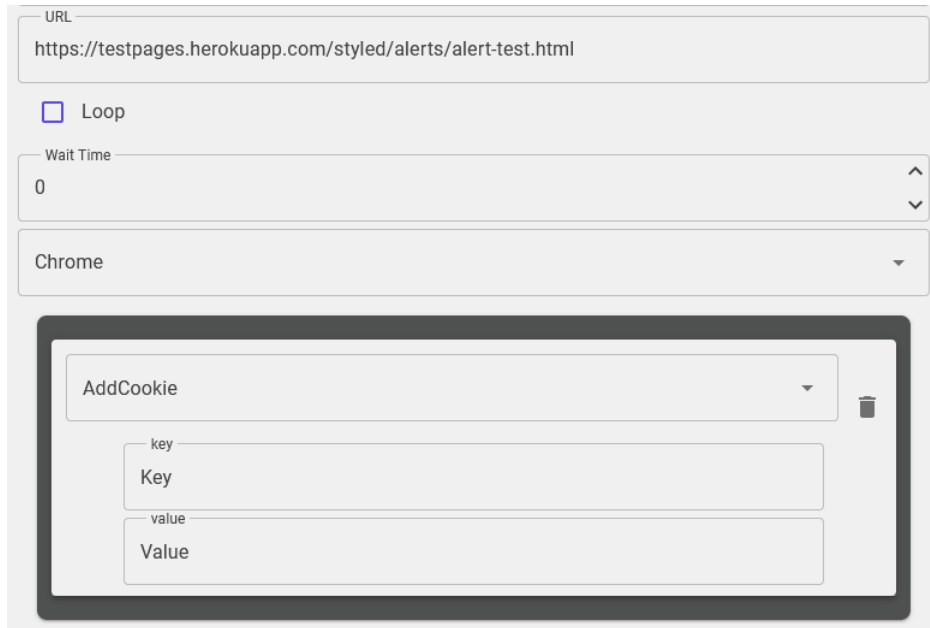 URL
https://testpages.herokuapp.com/styled/alerts/alert-test.html
Loop
Wait Time
0
Chrome
AddCookie
key
Key
value
Value